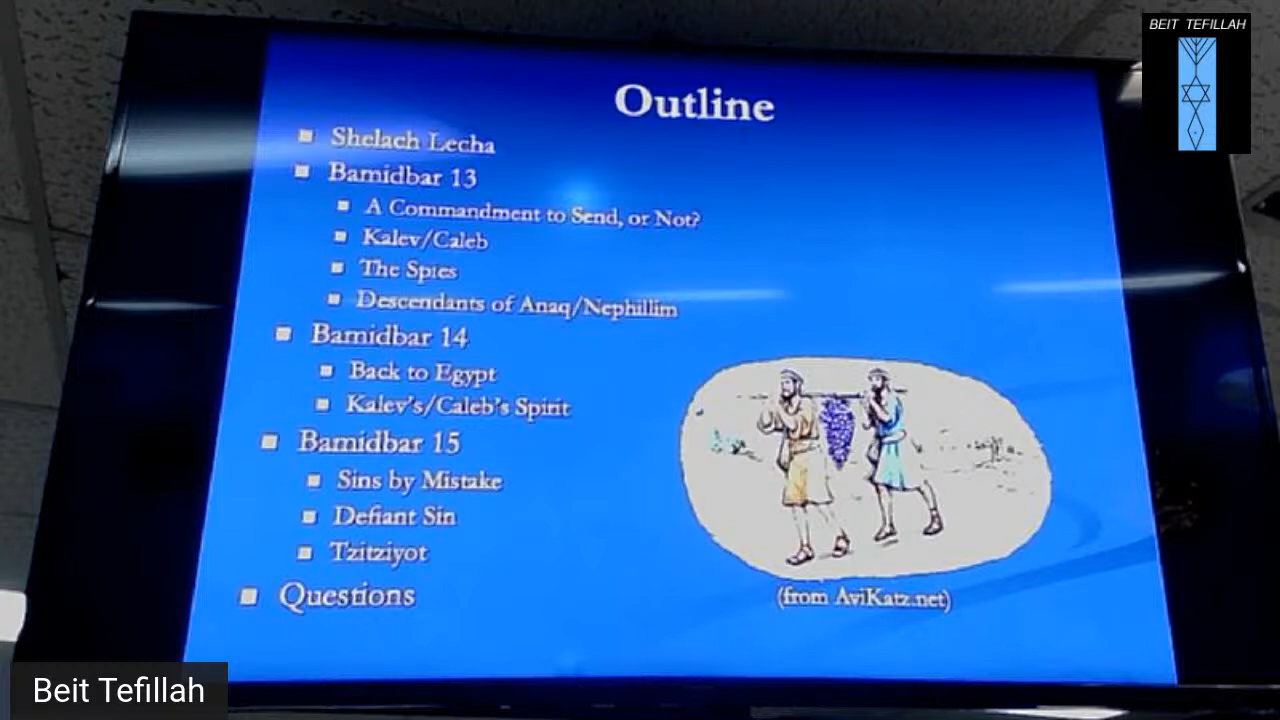 BEIT TEFILLAH
Outline
Shelach Lecha
Bamidbar 13
A Commandment to Send, or Not?
Kalev/Caleb
The Spies
Descendants of Anaq/Nephillim
Bamidbar 14
Back to Egypt
Kalev's/Caleb's Spirit
Bamidbar 15
Sins by Mistake
Defiant Sin
Tzitziyot
Questions
(from AviKatz.net)
Beit Tefillah